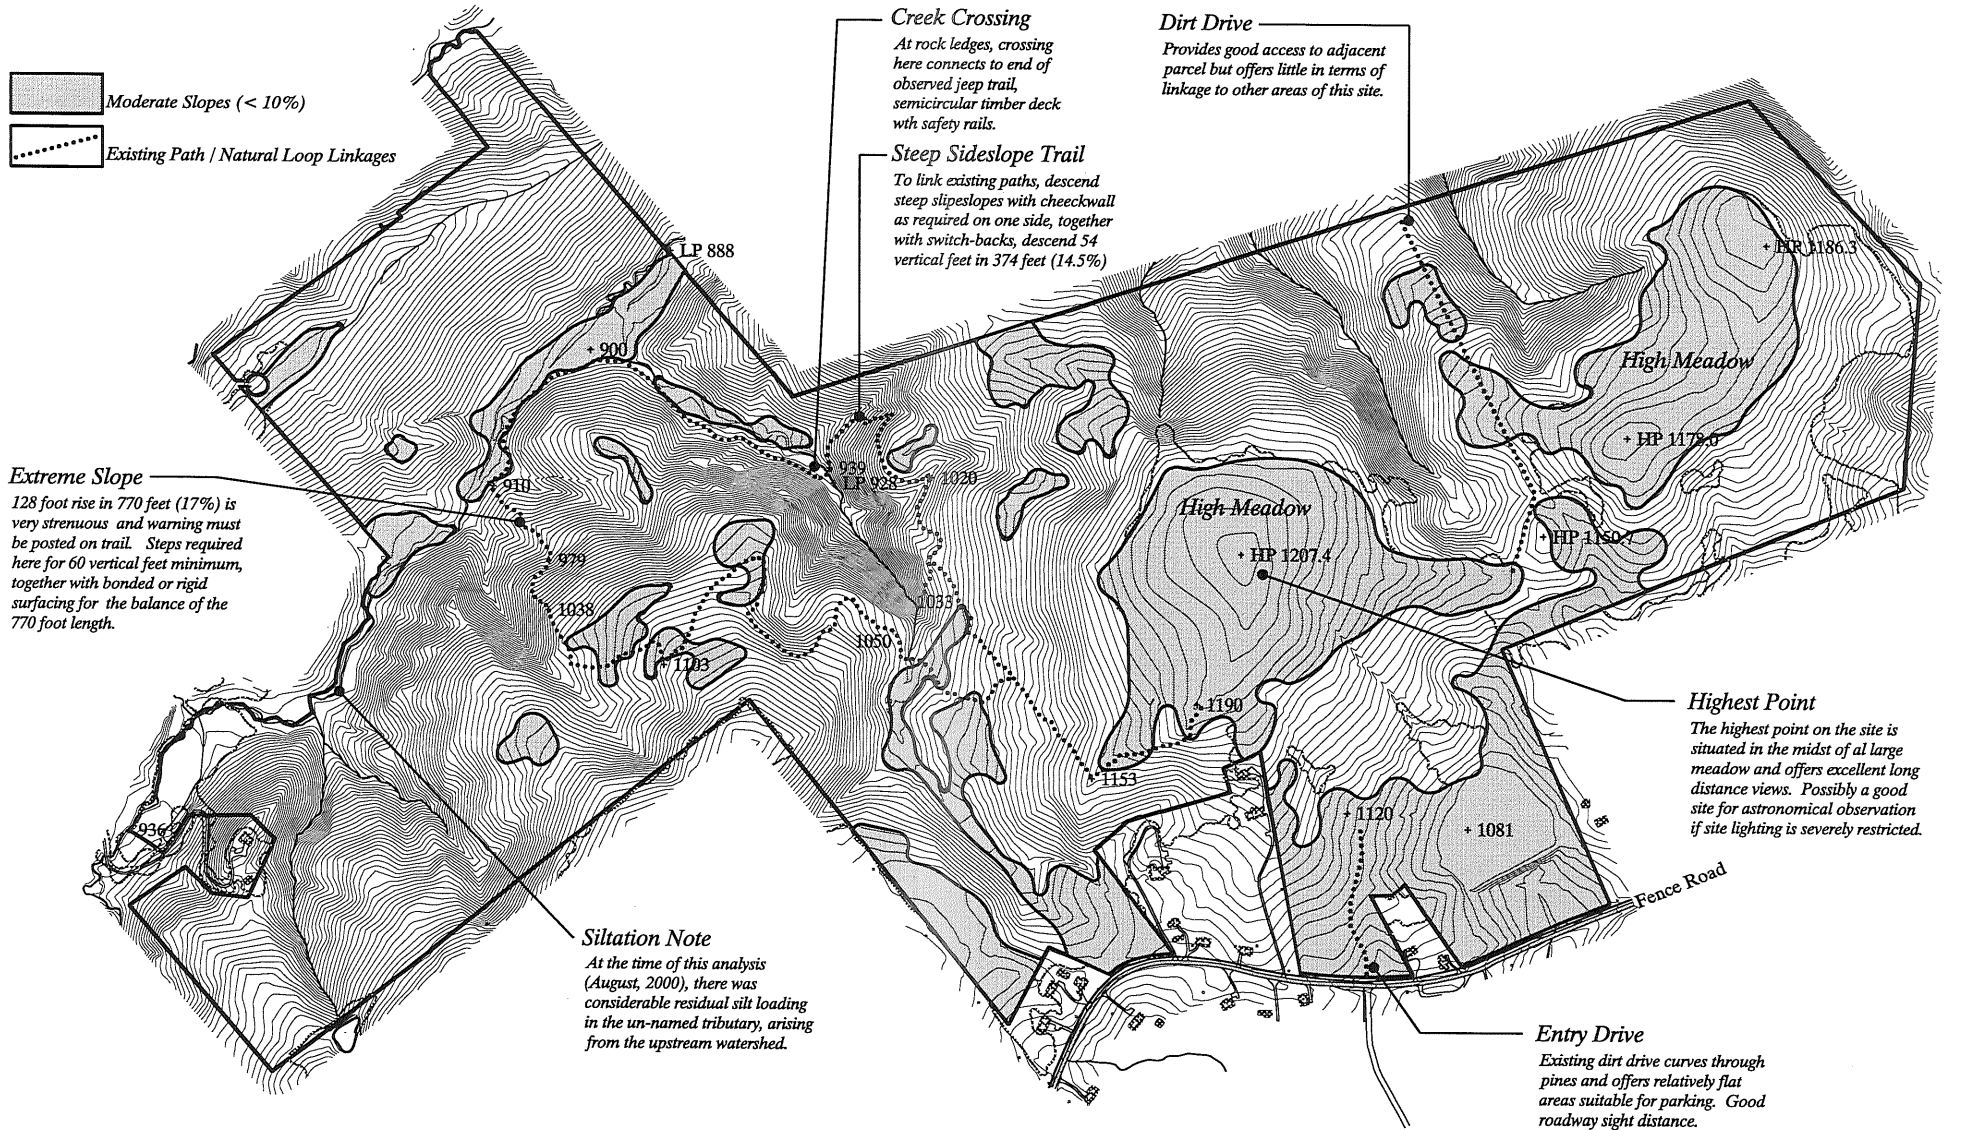 Moderate Slopes (< 10%)
Existing Path / Natural Loop Linkages
Creek Crossing
At rock ledges, crossing
here connects to end of
observed jeep trail,
semicircular timber deck
wth safety rails.
Steep Sideslope Trail
To link existing paths, descend
steep slipeslopes with cheeckwall
as required on one side, together
with switch-backs, descend 54
vertical feet in 374 feet (14.5%)
Dirt Drive
Provides good access to adjacent
parcel but offers little in terms of
linkage to other areas of this site.
LP 888
HP 1186.3
900
High Meadow
HP 1178.0
939
LP 928
1020
910
Extreme Slope
128 foot rise in 770 feet (17%) is
very strenuous and warning must
be posted on trail. Steps required
here for 60 vertical feet minimum,
together with bonded or rigid
surfacing for the balance of the
770 foot length.
High Meadow
HP 1207.4
HP 1150.7
979
1038
1033
1050
1103
1190
1153
Highest Point
The highest point on the site is
situated in the midst of al large
meadow and offers excellent long
distance views. Possibly a good
site for astronomical observation
if site lighting is severely restricted.
936
1120
1081
Fence Road
Siltation Note
At the time of this analysis
(August, 2000), there was
considerable residual silt loading
in the un-named tributary, arising
from the upstream watershed.
Entry Drive
Existing dirt drive curves through
pines and offers relatively flat
areas suitable for parking. Good
roadway sight distance.